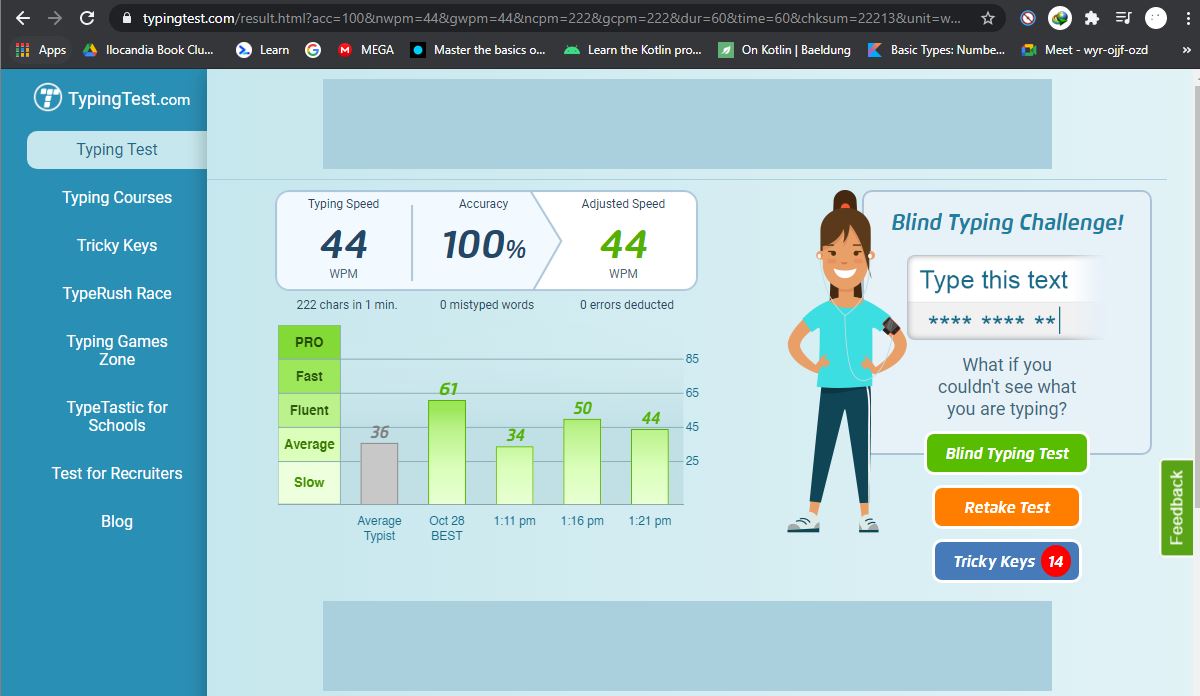 typingtest.com/result.html?acc=100&nwpm=44&gwpm=44&ncpm=222&gcpm=222&dur=60&time=60&chksum=22213&unit=w...
Apps
Ilocandia Book Clu...
Learn
MEGA
Master the basics o...
Learn the Kotlin pro...
On Kotlin | Baeldung
Basic Types: Numbe...
Meet - wyr-ojjf-ozd
»
TypingTest.com
Typing Test
Typing Courses
Tricky Keys
TypeRush Race
Typing Games
Zone
TypeTastic for
Schools
Test for Recruiters
Blog
Typing Speed
44
WPM
222 chars in 1 min.
Accuracy
100%
0 mistyped words
Adjusted Speed
44
WPM
0 errors deducted
PRO
Fast
Fluent
Average
Slow
85
65
45
25
36
61
34
50
44
Average
Typist
Oct 28
BEST
1:11 pm
1:16 pm
1:21 pm
Blind Typing Challenge!
Type this text
**** **** **
What if you
couldn't see what
you are typing?
Blind Typing Test
Retake Test
Tricky Keys 14
Feedback